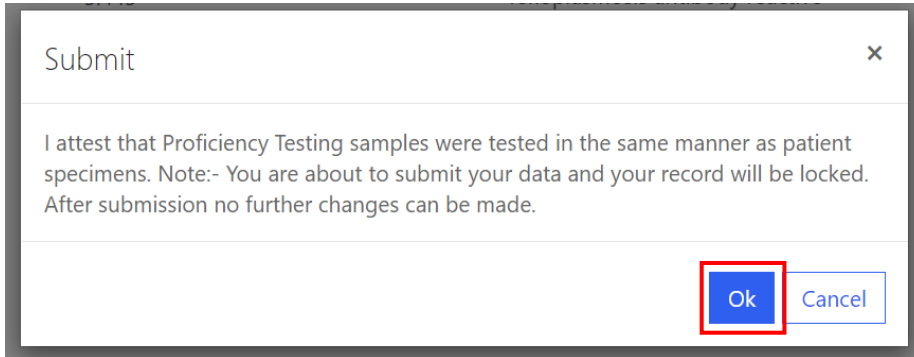 Submit
×
I attest that Proficiency Testing samples were tested in the same manner as patient
specimens. Note:- You are about to submit your data and your record will be locked.
After submission no further changes can be made.
Ok
Cancel